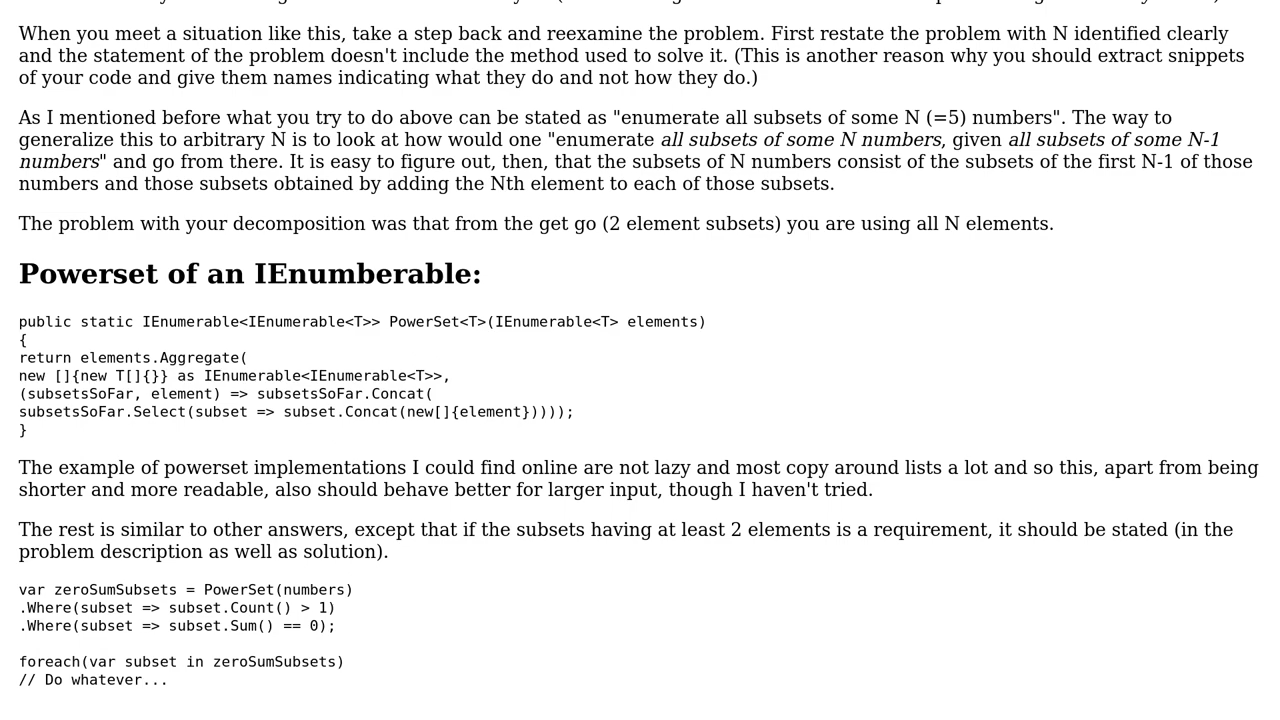 When you meet a situation like this, take a step back and reexamine the problem. First restate the problem with N identified clearly
and the statement of the problem doesn't include the method used to solve it. (This is another reason why you should extract snippets
of your code and give them names indicating what they do and not how they do.)
As I mentioned before what you try to do above can be stated as "enumerate all subsets of some N (=5) numbers". The way to
generalize this to arbitrary N is to look at how would one "enumerate all subsets of some N numbers, given all subsets of some N-1
numbers" and go from there. It is easy to figure out, then, that the subsets of N numbers consist of the subsets of the first N-1 of those
numbers and those subsets obtained by adding the Nth element to each of those subsets.
The problem with your decomposition was that from the get go (2 element subsets) you are using all N elements.
Powerset of an IEnumberable:
public static IEnumerable<IEnumerable<T>> PowerSet<T>(IEnumerable<T> elements)
{
return elements.Aggregate(
new []{new T[]{}} as IEnumerable<IEnumerable<T>>,
(subsetsSoFar, element) => subsetsSoFar.Concat(
subsetsSoFar.Select(subset => subset.Concat(new[]{element}))));
}
The example of powerset implementations I could find online are not lazy and most copy around lists a lot and so this, apart from being
shorter and more readable, also should behave better for larger input, though I haven't tried.
The rest is similar to other answers, except that if the subsets having at least 2 elements is a requirement, it should be stated (in the
problem description as well as solution).
var zeroSumSubsets = PowerSet(numbers)
.Where(subset => subset.Count() > 1)
.Where(subset => subset.Sum() == 0);
foreach(var subset in zeroSumSubsets)
// Do whatever...